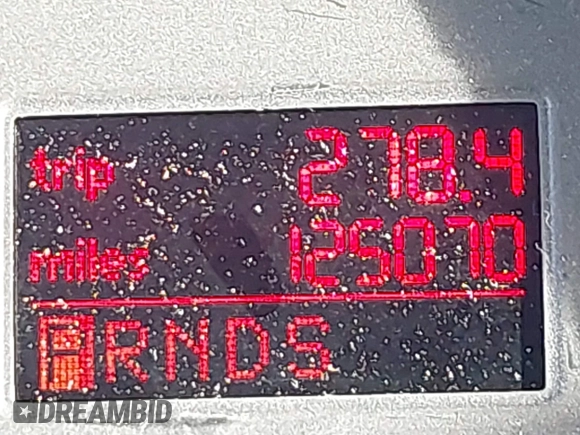 trip 278.4
miles 125070
PRNDS
DREAMBID